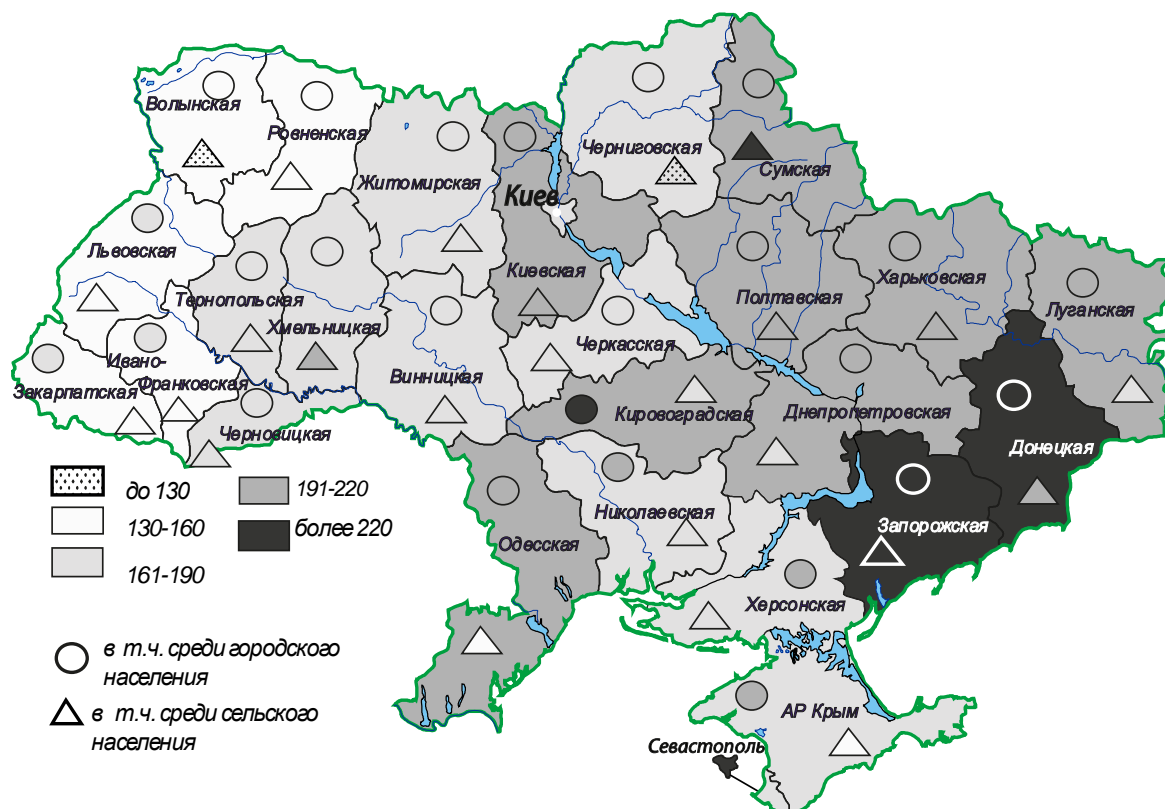 Волынская
Ровненская
Житомирская
Черниговская
Сумская
Киев
Львовская
Тернопольская
Хмельницкая
Киевская
Полтавская
Харьковская
Луганская
Ивано-
Франковская
Закарпатская
Черновицкая
Винницкая
Черкасская
Кировоградская
Днепропетровская
Донецкая
Николаевская
Запорожская
Одесская
Херсонская
АР Крым
Севастополь
до 130
130-160
161-190
191-220
более 220
в т.ч. среди городского
населения
в т.ч. среди сельского
населения